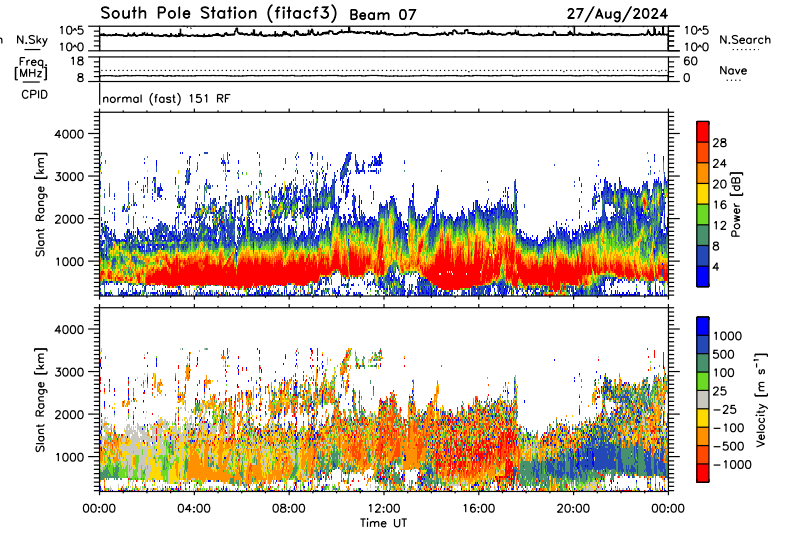 South Pole Station (fitacf3) Beam 07 27/Aug/2024
N.Sky 10^5 10^0 10^5 10^0 N.Search
Freq. [MHz] 18 8 60 0 Nave
CPID normal (fast) 151 RF
Slant Range [km] 4000 3000 2000 1000
28 24 20 16 12 8 4 Power [dB]
Slant Range [km] 4000 3000 2000 1000
1000 500 100 25 -25 -100 -500 -1000 Velocity [m s⁻¹]
00:00 04:00 08:00 12:00 16:00 20:00 00:00
Time UT